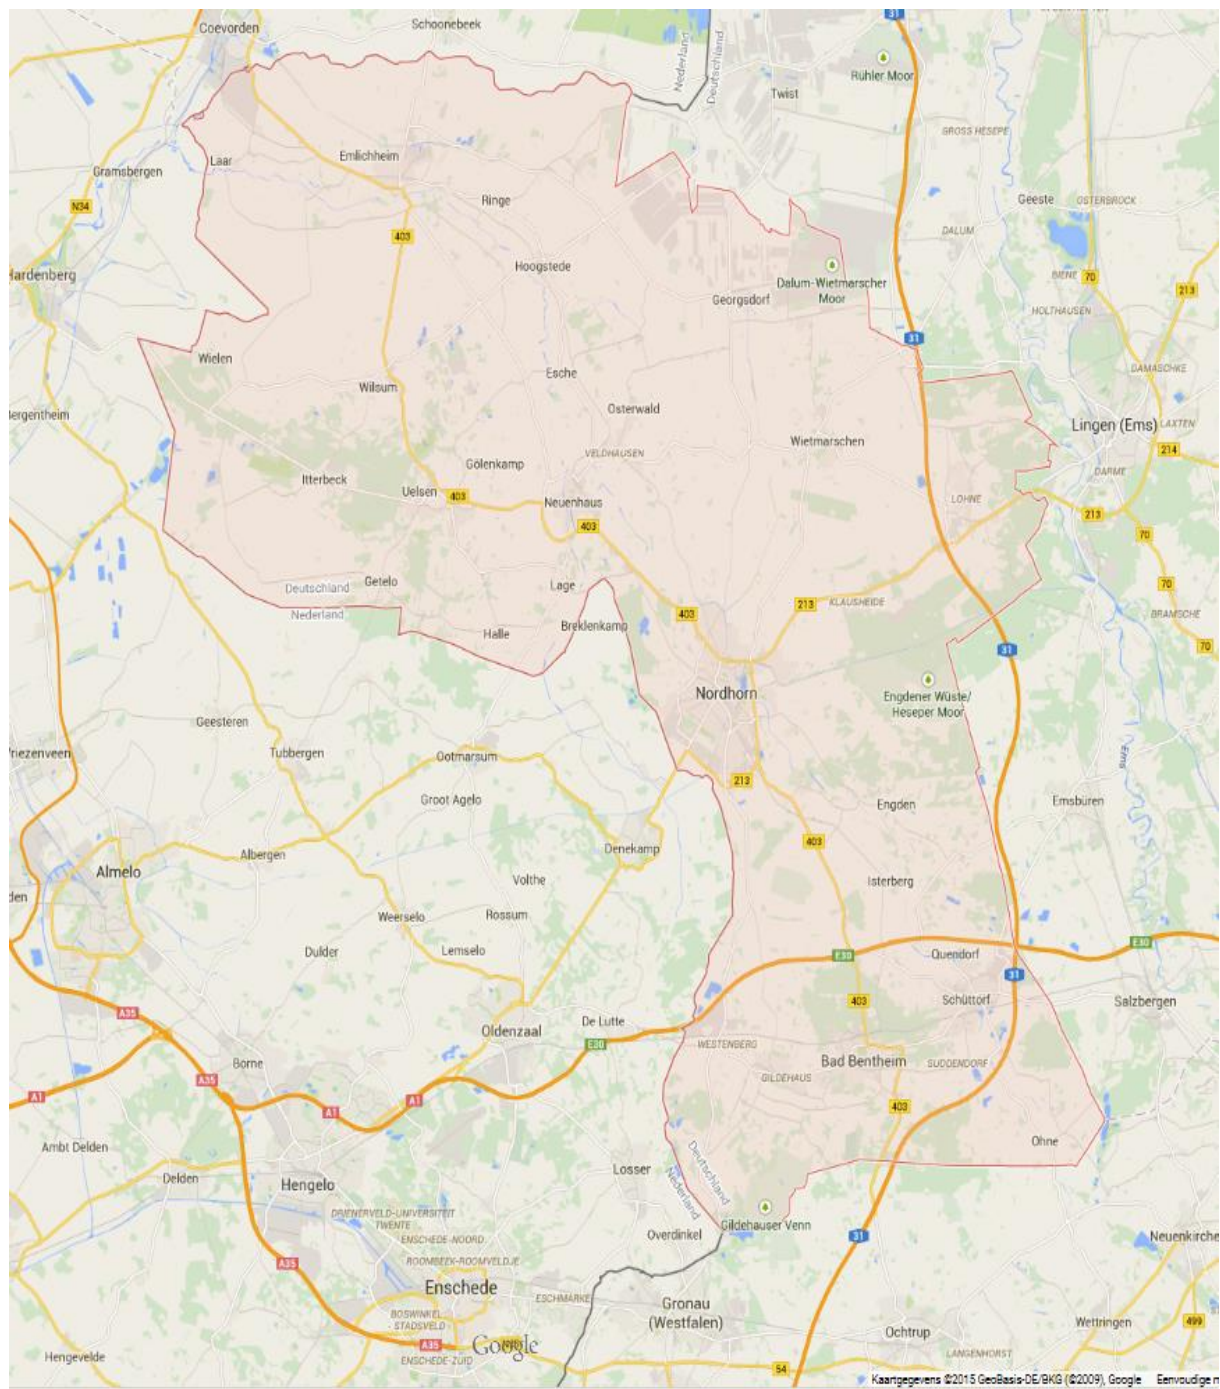 Coevorden
Schoonebeek
31
Nederland
Deutschland
Rühler Moor
Twist
GROSS HESEPE
Laar
Emlichheim
Gramsbergen
Ringe
N34
Geeste
OSTERBROCK
DALUM
403
Hoogstede
Hardenberg
Dalum-Wietmarscher
Moor
BIENE
70
213
Georgsdorf
HOLTHAUSEN
31
Wielen
Esche
DAMASCHKE
Wilsum
Osterwald
Bergentheim
Lingen (Ems)
LAXTEN
Wietmarschen
VELDHAUSEN
214
Gölenkamp
DARME
Itterbeck
Uelsen
403
Neuenhaus
LOHNE
213
403
70
Deutschland
Getelo
Lage
70
Nederland
213
KLAUSHEIDE
403
BRAMSCHE
Halle
Breklenkamp
70
31
Nordhorn
Engdener Wüste/
Heseper Moor
Geesteren
Vriezenveen
Tubbergen
Ootmarsum
Ems
213
Groot Agelo
Engden
Emsbüren
403
Albergen
Denekamp
Almelo
Volthe
Isterberg
den
Weerselo
Rossum
Dulder
Lemselo
E30
Quendorf
E30
31
403
Schüttorf
Salzbergen
A35
Oldenzaal
De Lutte
E30
WESTENBERG
Borne
Bad Bentheim
SUDDENDORF
A35
GILDEHAUS
A1
A1
A1
403
Ambt Delden
Ohne
Delden
Losser
Deutschland
Nederland
Hengelo
DRIENERVELD-UNIVERSITEIT
TWENTE
Gildehauser Venn
ENSCHEDE-NOORD
Overdinkel
31
Neuenkirche
A35
ROOMBEEK-ROOMVELDJE
Enschede
ESCHMARKE
Gronau
(Westfalen)
BOSWINKEL
- STADSVELD
Wettringen
499
Ochtrup
A35
Google
LANGENHORST
Hengevelde
ENSCHEDE-ZUID
54
Kaartgegevens ©2015 GeoBasis-DE/BKG (©2009), Google
Eenvoudige m